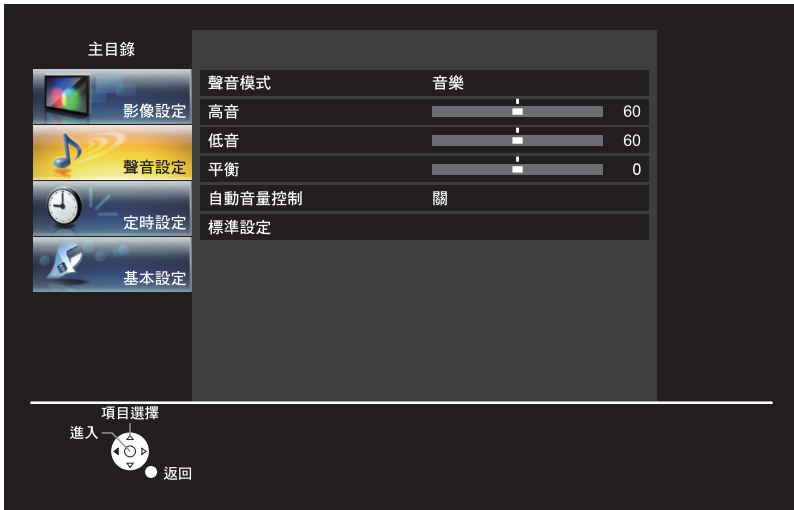 主目錄
影像設定
聲音設定
定時設定
基本設定
聲音模式 音樂
高音 60
低音 60
平衡 0
自動音量控制 關
標準設定
項目選擇
進入
返回